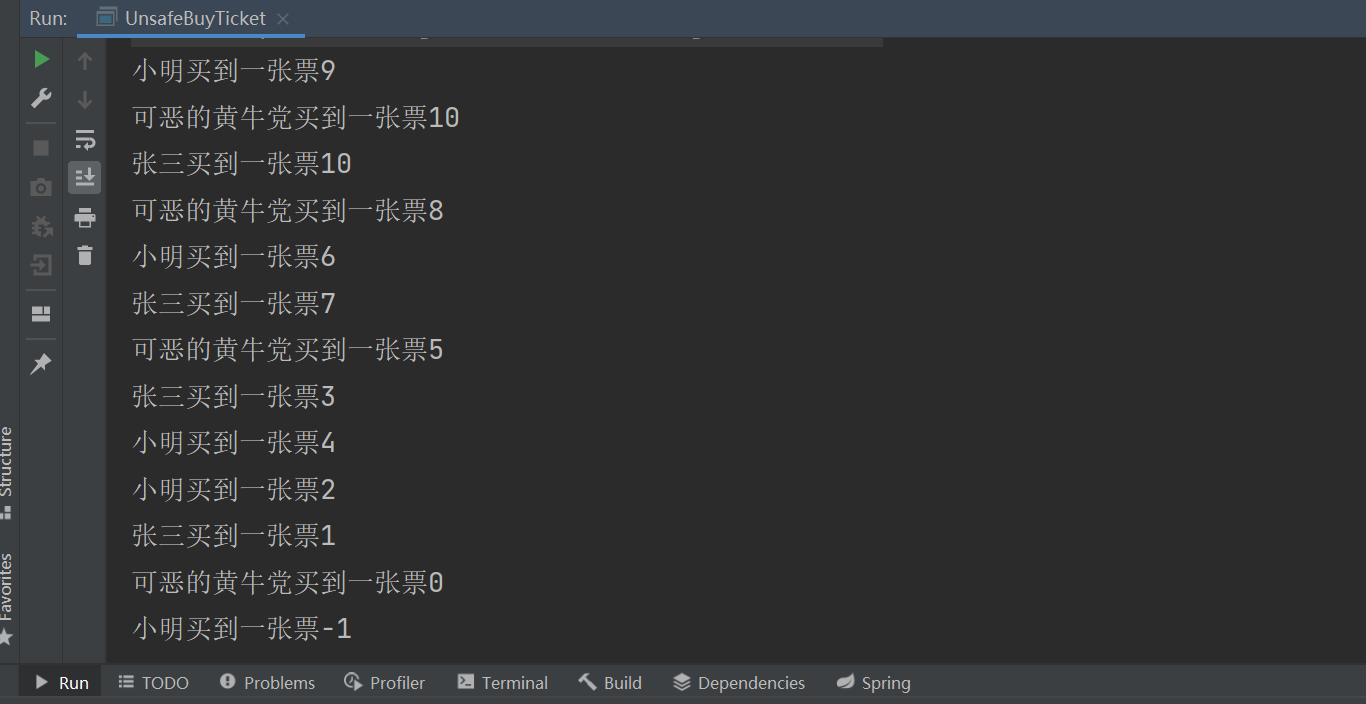 Run: UnsafeBuyTicket
小明买到一张票9
可恶的黄牛党买到一张票10
张三买到一张票10
可恶的黄牛党买到一张票8
小明买到一张票6
张三买到一张票7
可恶的黄牛党买到一张票5
张三买到一张票3
小明买到一张票4
小明买到一张票2
张三买到一张票1
可恶的黄牛党买到一张票0
小明买到一张票-1
Structure
Favorites
Run TODO Problems Profiler Terminal Build Dependencies Spring